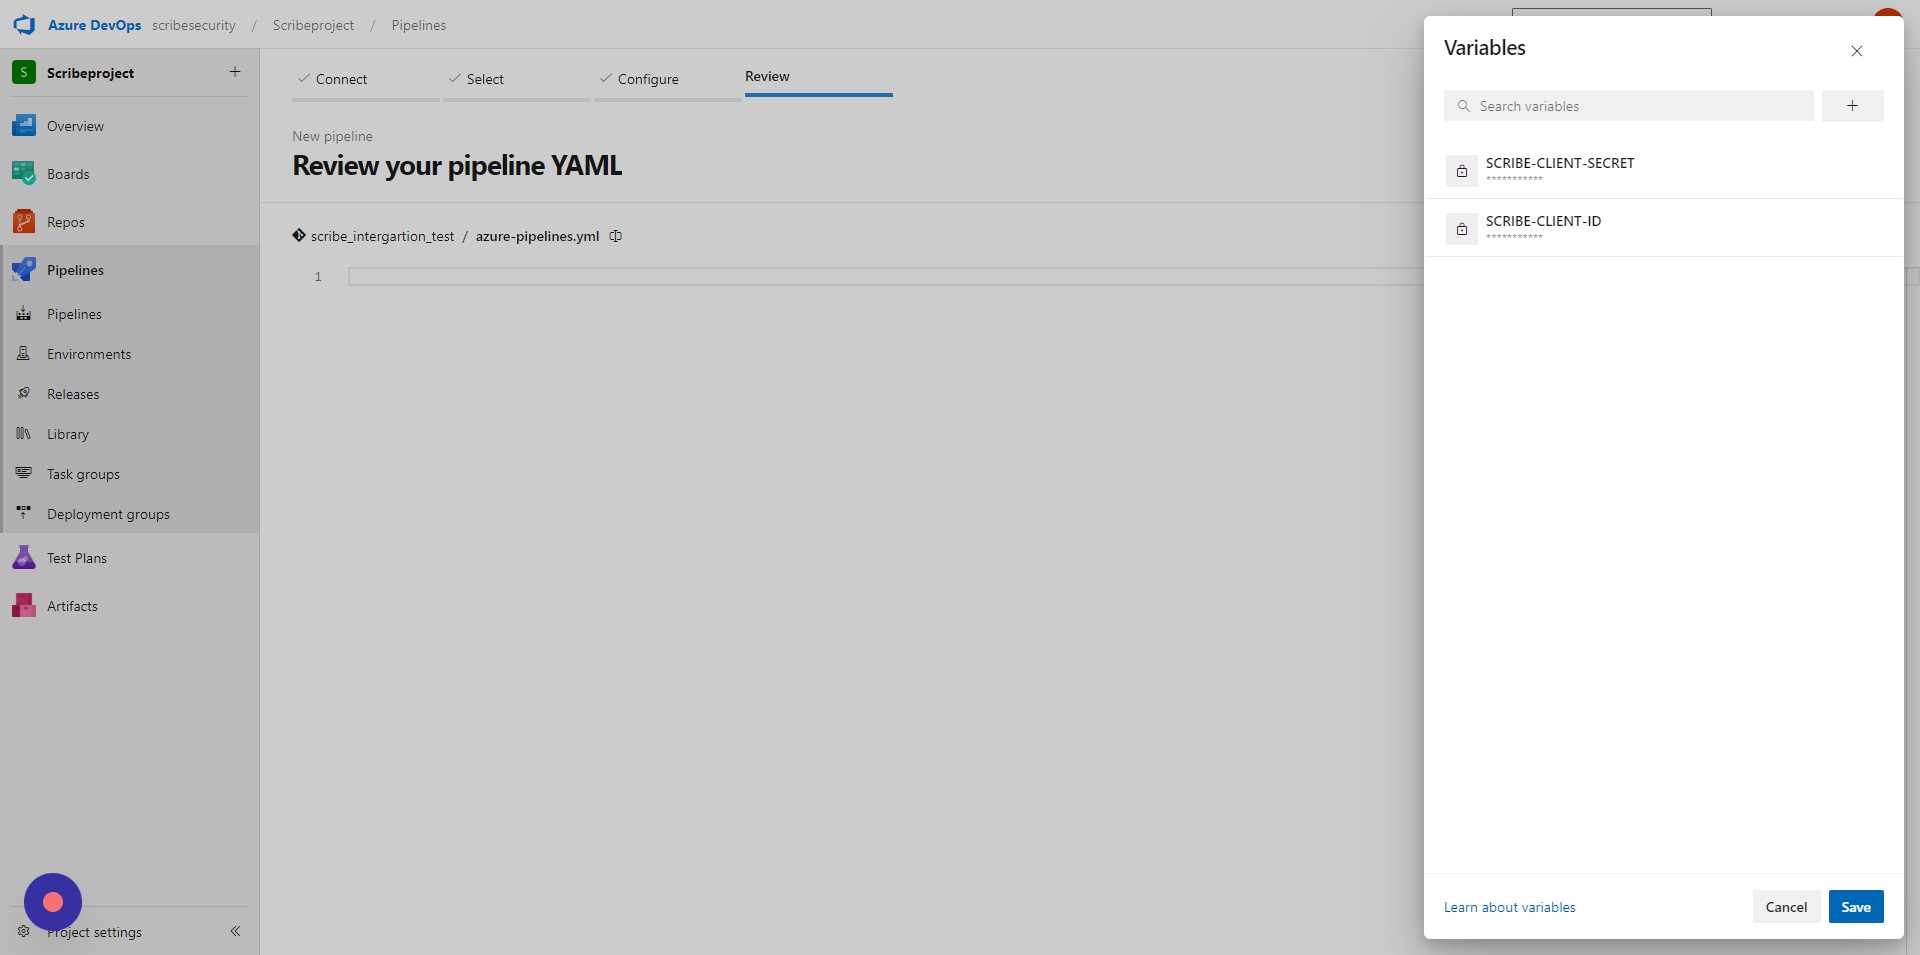 Azure DevOps scribesecurity / Scribeproject / Pipelines
S Scribeproject +
Overview
Boards
Repos
Pipelines
Pipelines
Environments
Releases
Library
Task groups
Deployment groups
Test Plans
Artifacts
Project settings
Connect Select Configure Review
New pipeline
Review your pipeline YAML
scribe_intergartion_test / azure-pipelines.yml
1
Variables
Search variables +
SCRIBE-CLIENT-SECRET
***********
SCRIBE-CLIENT-ID
***********
Learn about variables Cancel Save